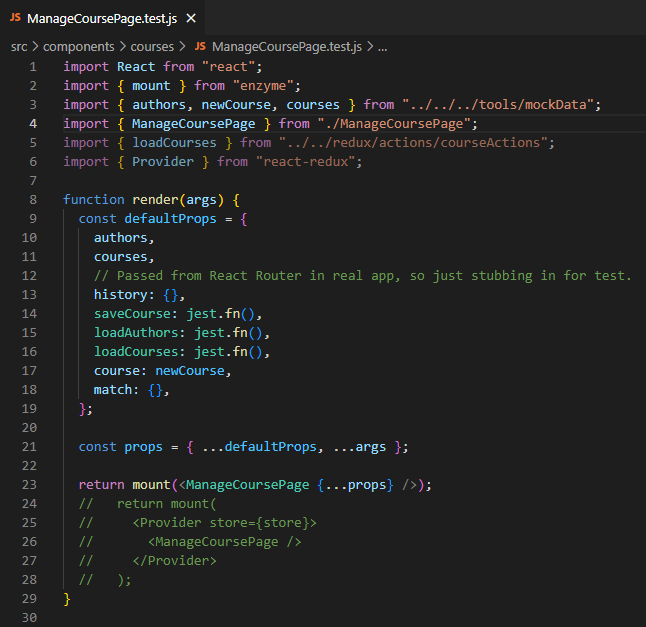 JS ManageCoursePage.test.js ×
src > components > courses > JS ManageCoursePage.test.js > ...
1 import React from "react";
2 import { mount } from "enzyme";
3 import { authors, newCourse, courses } from "../../../tools/mockData";
4 import { ManageCoursePage } from "./ManageCoursePage";
5 import { loadCourses } from "../../redux/actions/courseActions";
6 import { Provider } from "react-redux";
7
8 function render(args) {
9   const defaultProps = {
10     authors,
11     courses,
12     // Passed from React Router in real app, so just stubbing in for test.
13     history: {},
14     saveCourse: jest.fn(),
15     loadAuthors: jest.fn(),
16     loadCourses: jest.fn(),
17     course: newCourse,
18     match: {},
19   };
20
21   const props = { ...defaultProps, ...args };
22
23   return mount(<ManageCoursePage {...props} />);
24   //   return mount(
25   //     <Provider store={store}>
26   //       <ManageCoursePage />
27   //     </Provider>
28   //   );
29 }
30